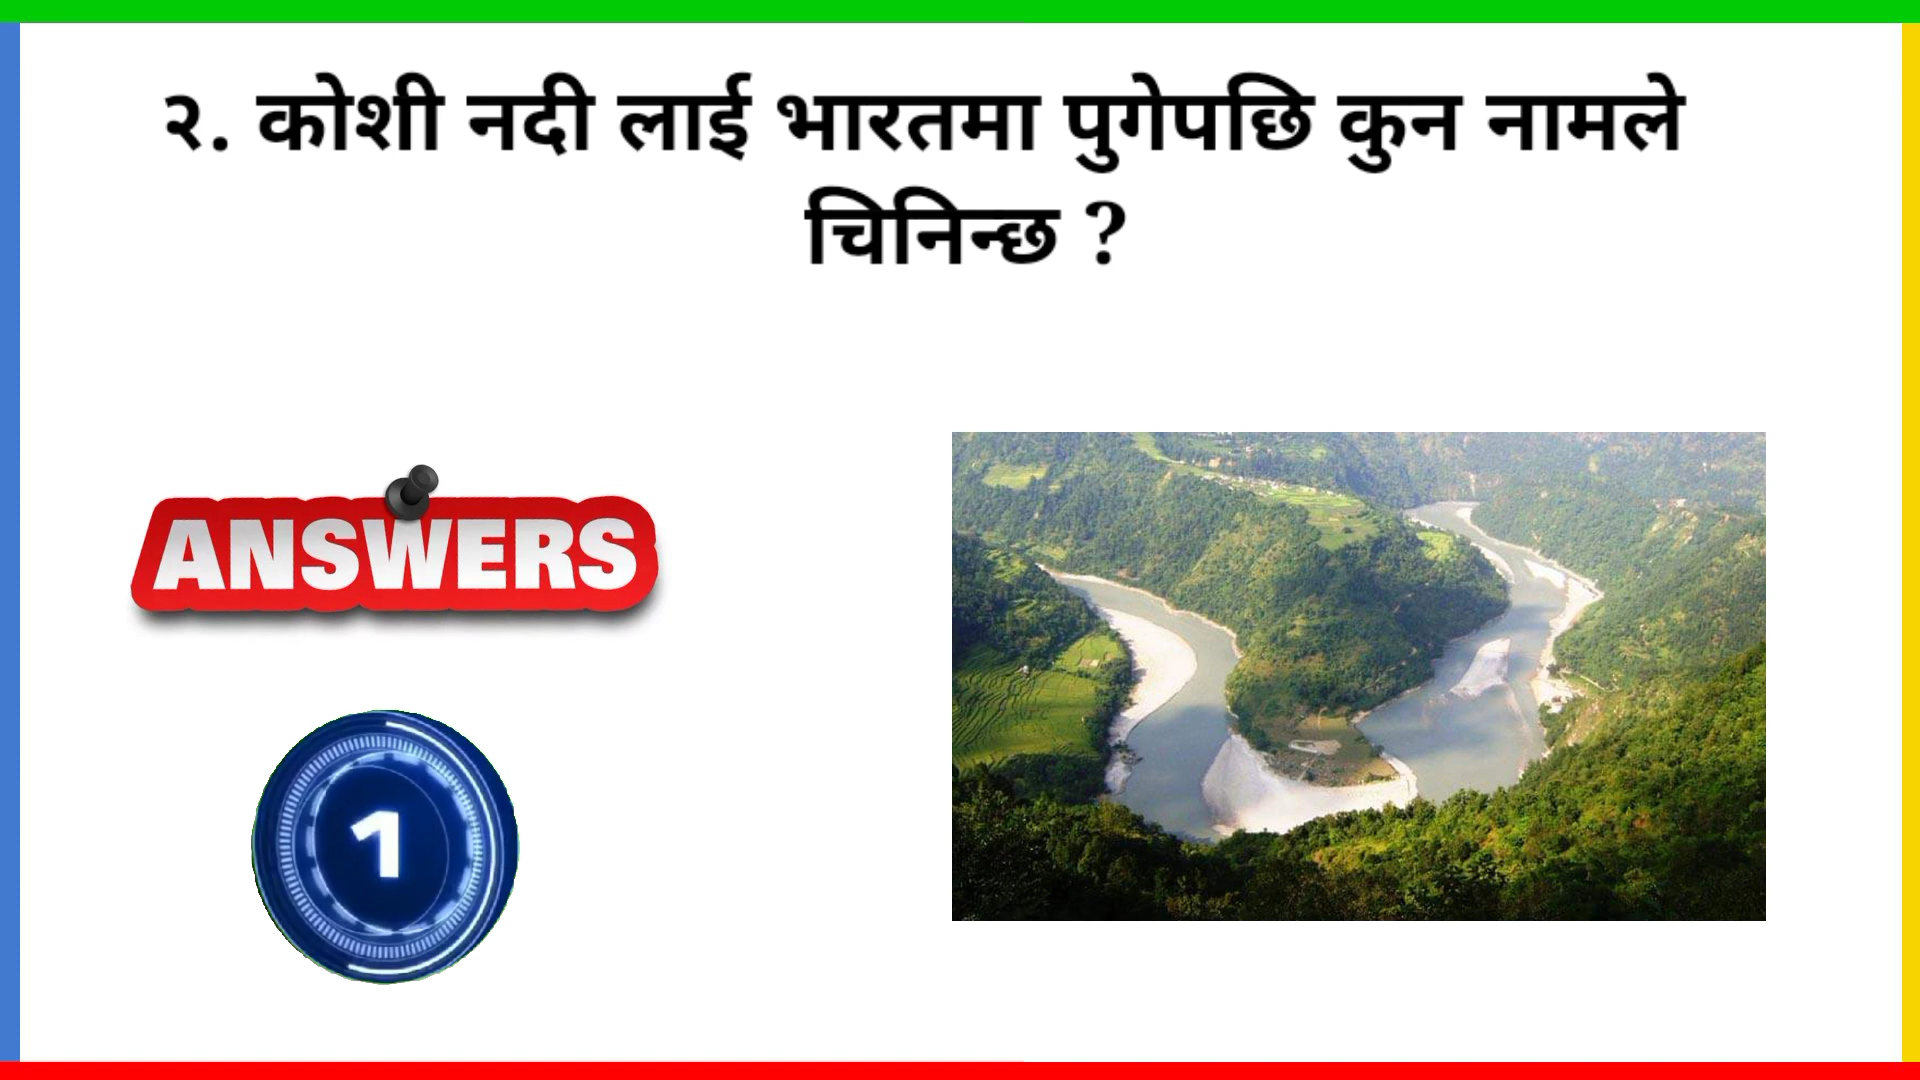 २. कोशी नदी लाई भारतमा पुगेपछि कुन नामले
चिनिन्छ ?
ANSWERS
1